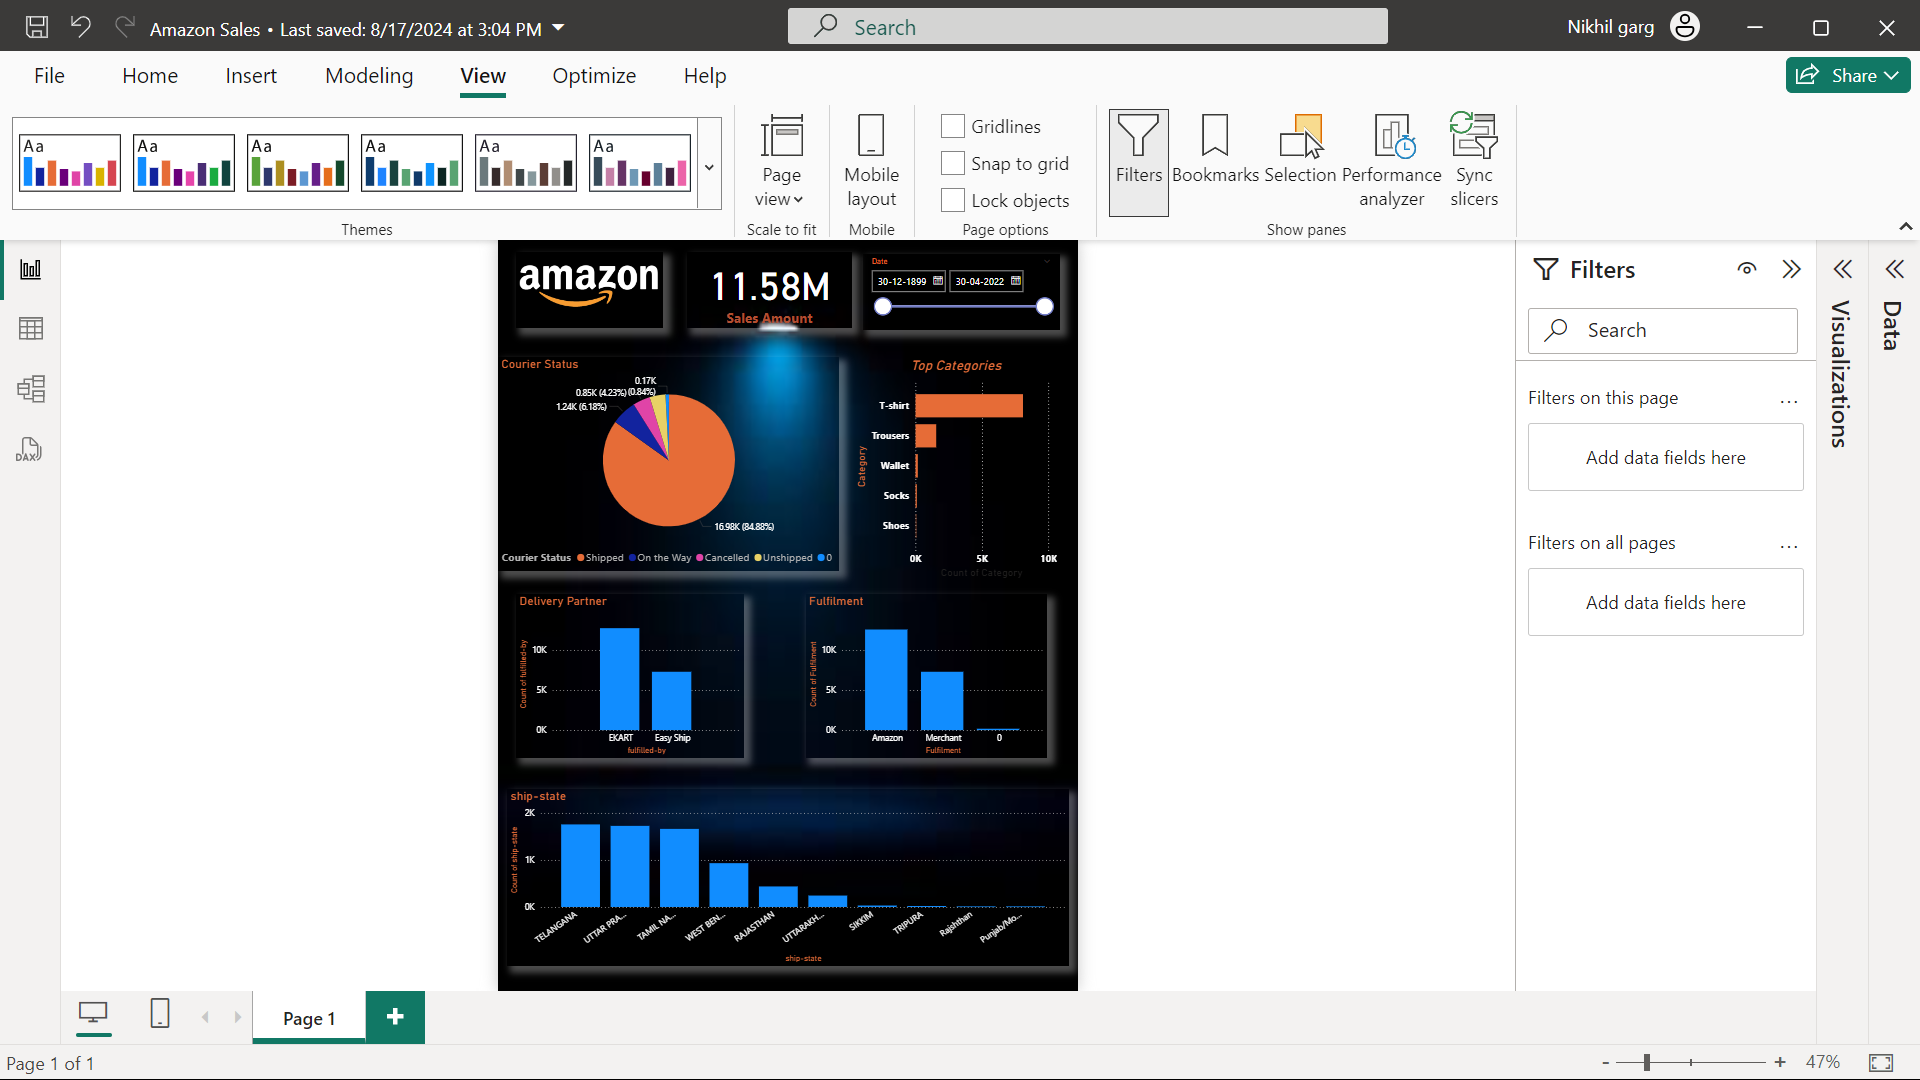 Amazon Sales • Last saved: 8/17/2024 at 3:04 PM
Search
Nikhil garg
File Home Insert Modeling View Optimize Help
Share
Aa Aa Aa Aa Aa Aa
Themes
Page view
Scale to fit
Mobile layout
Mobile
Gridlines
Snap to grid
Lock objects
Page options
Filters
Bookmarks
Selection
Performance analyzer
Sync slicers
Show panes
DAX
amazon
11.58M
Sales Amount
Date
30-12-1899 30-04-2022
Courier Status
0.17K
(0.84%)
0.85K (4.23%)
1.24K (6.18%)
16.98K (84.88%)
Courier Status Shipped On the Way Cancelled Unshipped 0
Top Categories
Category
T-shirt
Trousers
Wallet
Socks
Shoes
0K 5K 10K
Count of Category
Delivery Partner
Count of fulfilled-by
10K
5K
0K
EKART Easy Ship
fulfilled-by
Fulfilment
Count of Fulfilment
10K
5K
0K
Amazon Merchant 0
Fulfilment
ship-state
Count of ship-state
2K
1K
0K
TELANGANA UTTAR PRA... TAMIL NA... WEST BEN... RAJASTHAN UTTARAKH... SIKKIM TRIPURA Rajshthan Punjab/Mo...
ship-state
Filters
Search
Filters on this page ...
Add data fields here
Filters on all pages ...
Add data fields here
Visualizations
Data
Page 1
+
Page 1 of 1
- + 47%